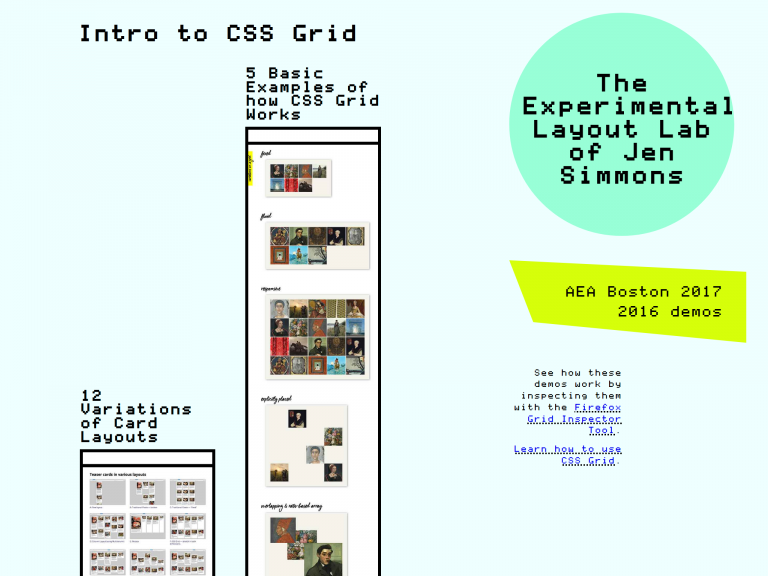 Intro to CSS Grid
5 Basic
Examples of
how CSS Grid
Works
fixed
fluid
responsive
explicitly placed
overlapping & ratio based array
12
Variations
of Card
Layouts
Teaser cards in various layouts
The
Experimental
Layout Lab
of Jen
Simmons
AEA Boston 2017
2016 demos
See how these
demos work by
inspecting them
with the Firefox
Grid Inspector
Tool.
Learn how to use
CSS Grid.